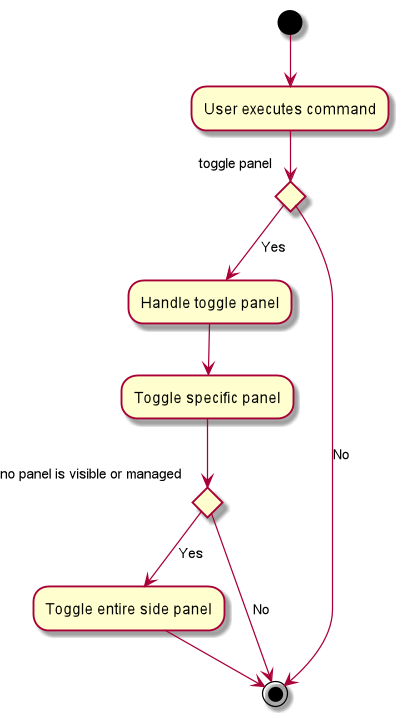 User executes command
toggle panel
Yes
Handle toggle panel
Toggle specific panel
No
no panel is visible or managed
Yes
Toggle entire side panel
No